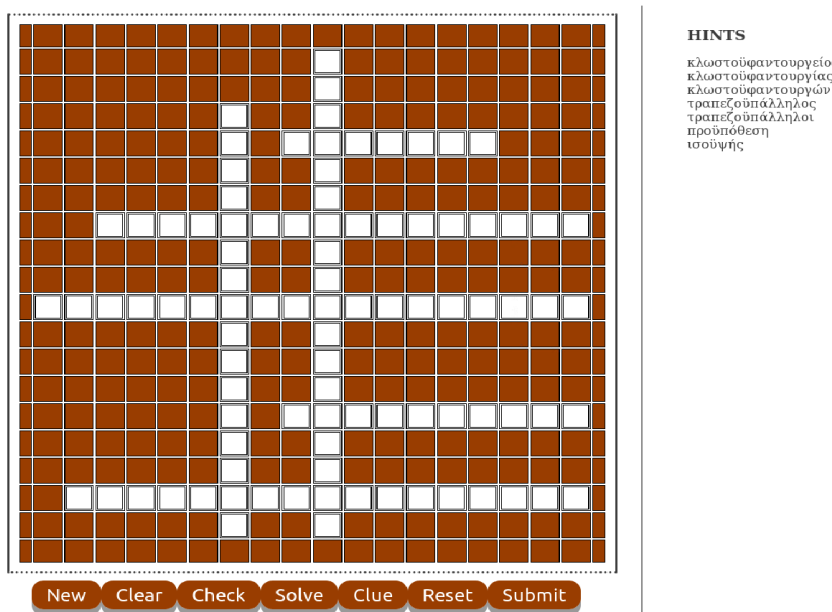 HINTS
κλωστοϋφαντουργείο
κλωστοϋφαντουργίας
κλωστοϋφαντουργών
τραπεζοϋπάλληλος
τραπεζοϋπάλληλοι
προϋπόθεση
ισοϋψής
New Clear Check Solve Clue Reset Submit